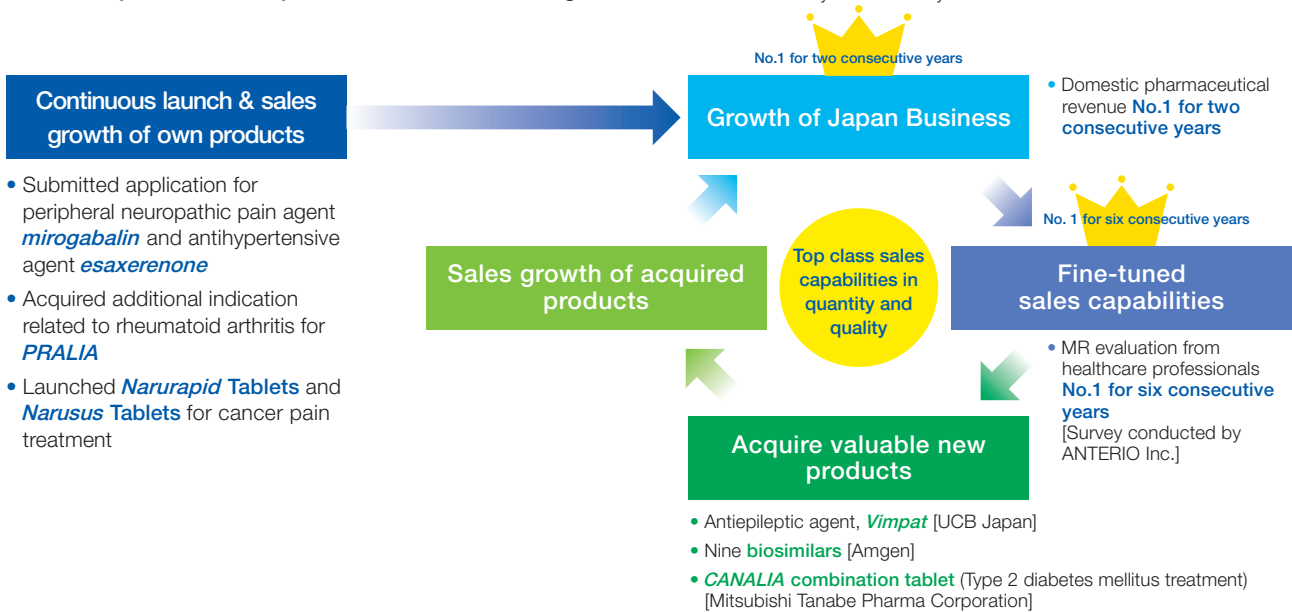 No.1 for two consecutive years
Continuous launch & sales
growth of own products
Growth of Japan Business
• Domestic pharmaceutical
revenue No.1 for two
consecutive years
• Submitted application for
peripheral neuropathic pain agent
mirogabalin and antihypertensive
agent esaxerenone
• Acquired additional indication
related to rheumatoid arthritis for
PRALIA
• Launched Narurapid Tablets and
Narusus Tablets for cancer pain
treatment
No. 1 for six consecutive years
Sales growth of acquired
products
Top class sales
capabilities in
quantity and
quality
Fine-tuned
sales capabilities
• MR evaluation from
healthcare professionals
No.1 for six consecutive
years
[Survey conducted by
ANTERIO Inc.]
Acquire valuable new
products
• Antiepileptic agent, Vimpat [UCB Japan]
• Nine biosimilars [Amgen]
• CANALIA combination tablet (Type 2 diabetes mellitus treatment)
[Mitsubishi Tanabe Pharma Corporation]